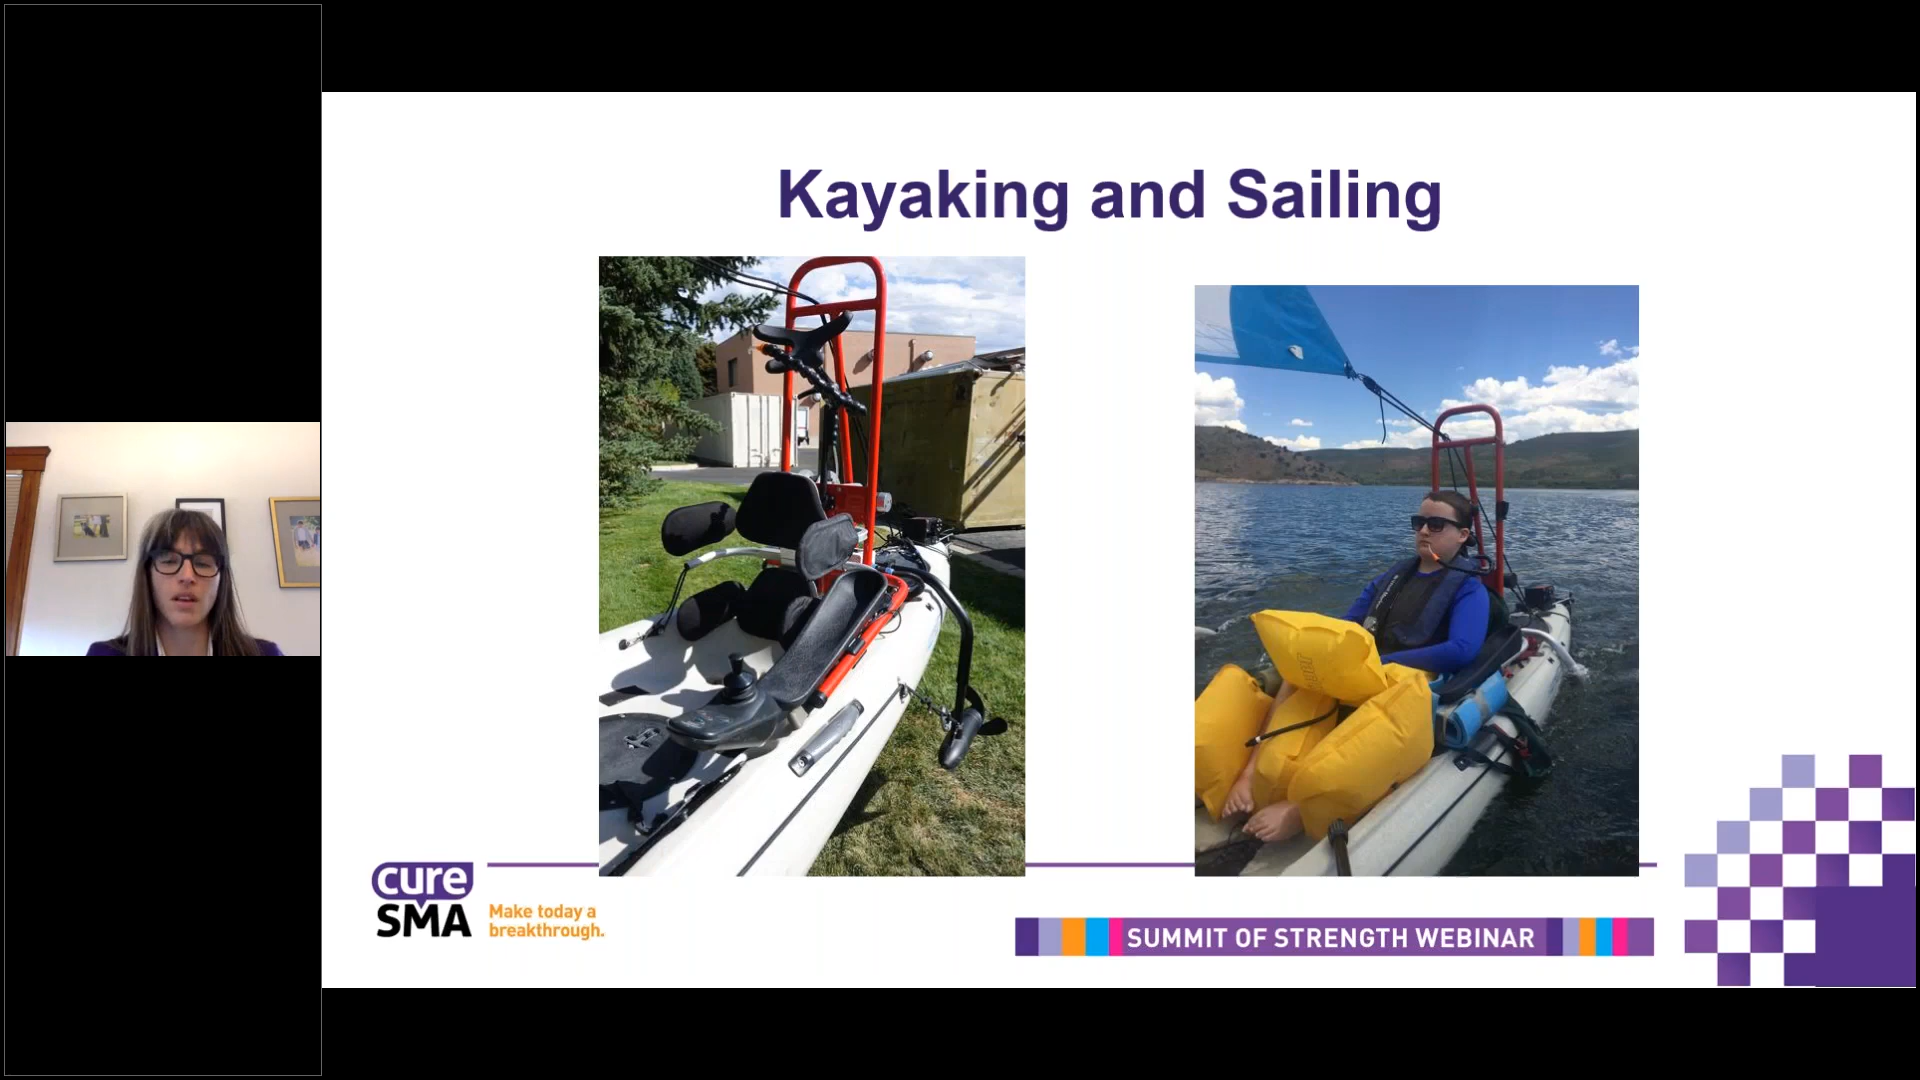 Kayaking and Sailing
cure
SMA
Make today a
breakthrough.
SUMMIT OF STRENGTH WEBINAR